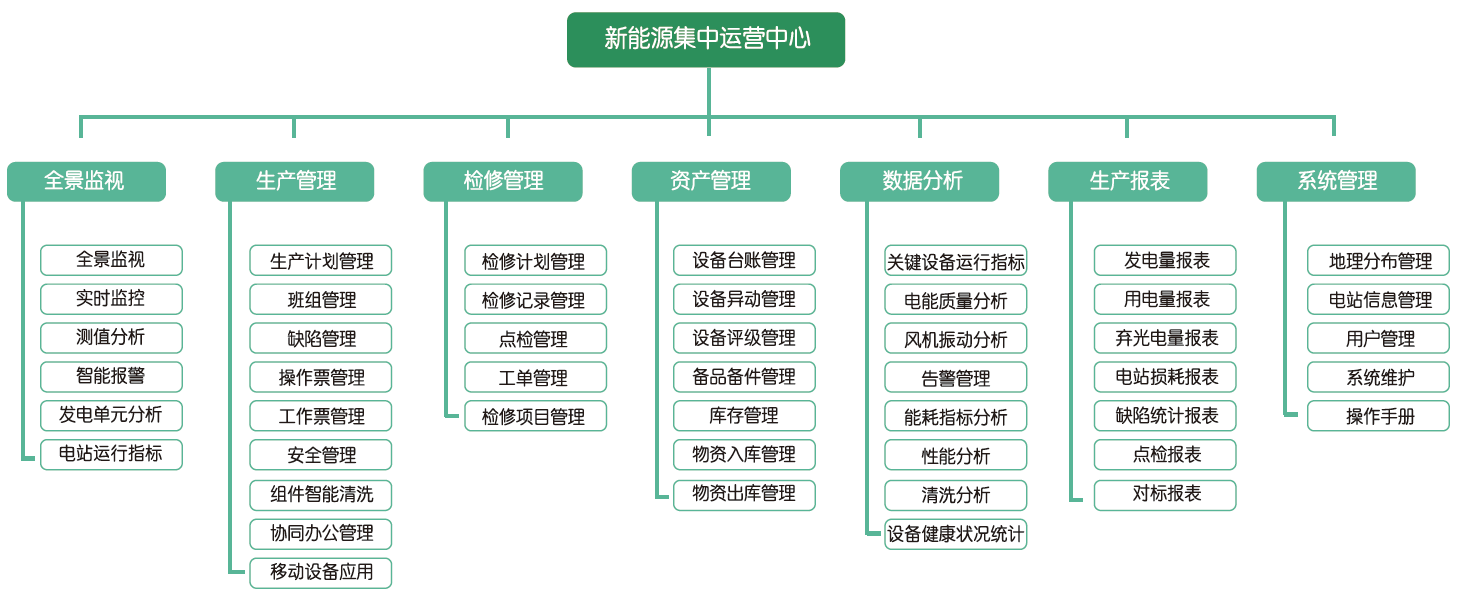 新能源集中运营中心
全景监视
全景监视
实时监控
测值分析
智能报警
发电单元分析
电站运行指标
生产管理
生产计划管理
班组管理
缺陷管理
操作票管理
工作票管理
安全管理
组件智能清洗
协同办公管理
移动设备应用
检修管理
检修计划管理
检修记录管理
点检管理
工单管理
检修项目管理
资产管理
设备台账管理
设备异动管理
设备评级管理
备品备件管理
库存管理
物资入库管理
物资出库管理
数据分析
关键设备运行指标
电能质量分析
风机振动分析
告警管理
能耗指标分析
性能分析
清洗分析
设备健康状况统计
生产报表
发电量报表
用电量报表
弃光电量报表
电站损耗报表
缺陷统计报表
点检报表
对标报表
系统管理
地理分布管理
电站信息管理
用户管理
系统维护
操作手册